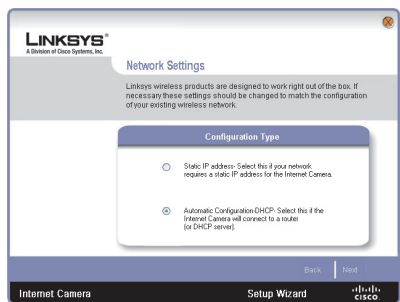 LINKSYS®
A Division of Cisco Systems, Inc.
Network Settings
Linksys wireless products are designed to work right out of the box. If
necessary these settings should be changed to match the configuration
of your existing wireless network.
Configuration Type
Static IP address- Select this if your network
requires a static IP address for the Internet Camera.
Automatic Configuration-DHCP- Select this if the
Internet Camera will connect to a router
(or DHCP server).
Back
Next
Internet Camera
Setup Wizard
CISCO.